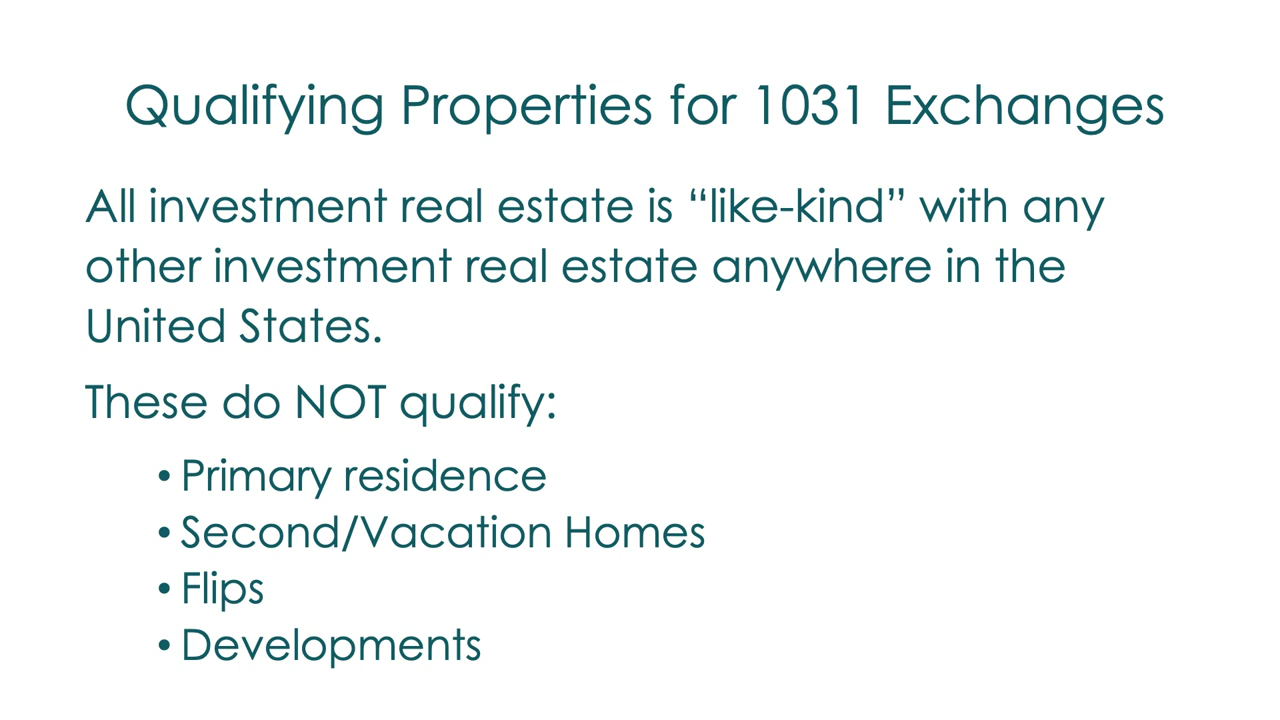 Qualifying Properties for 1031 Exchanges
All investment real estate is “like-kind” with any
other investment real estate anywhere in the
United States.
These do NOT qualify:
• Primary residence
• Second/Vacation Homes
• Flips
• Developments